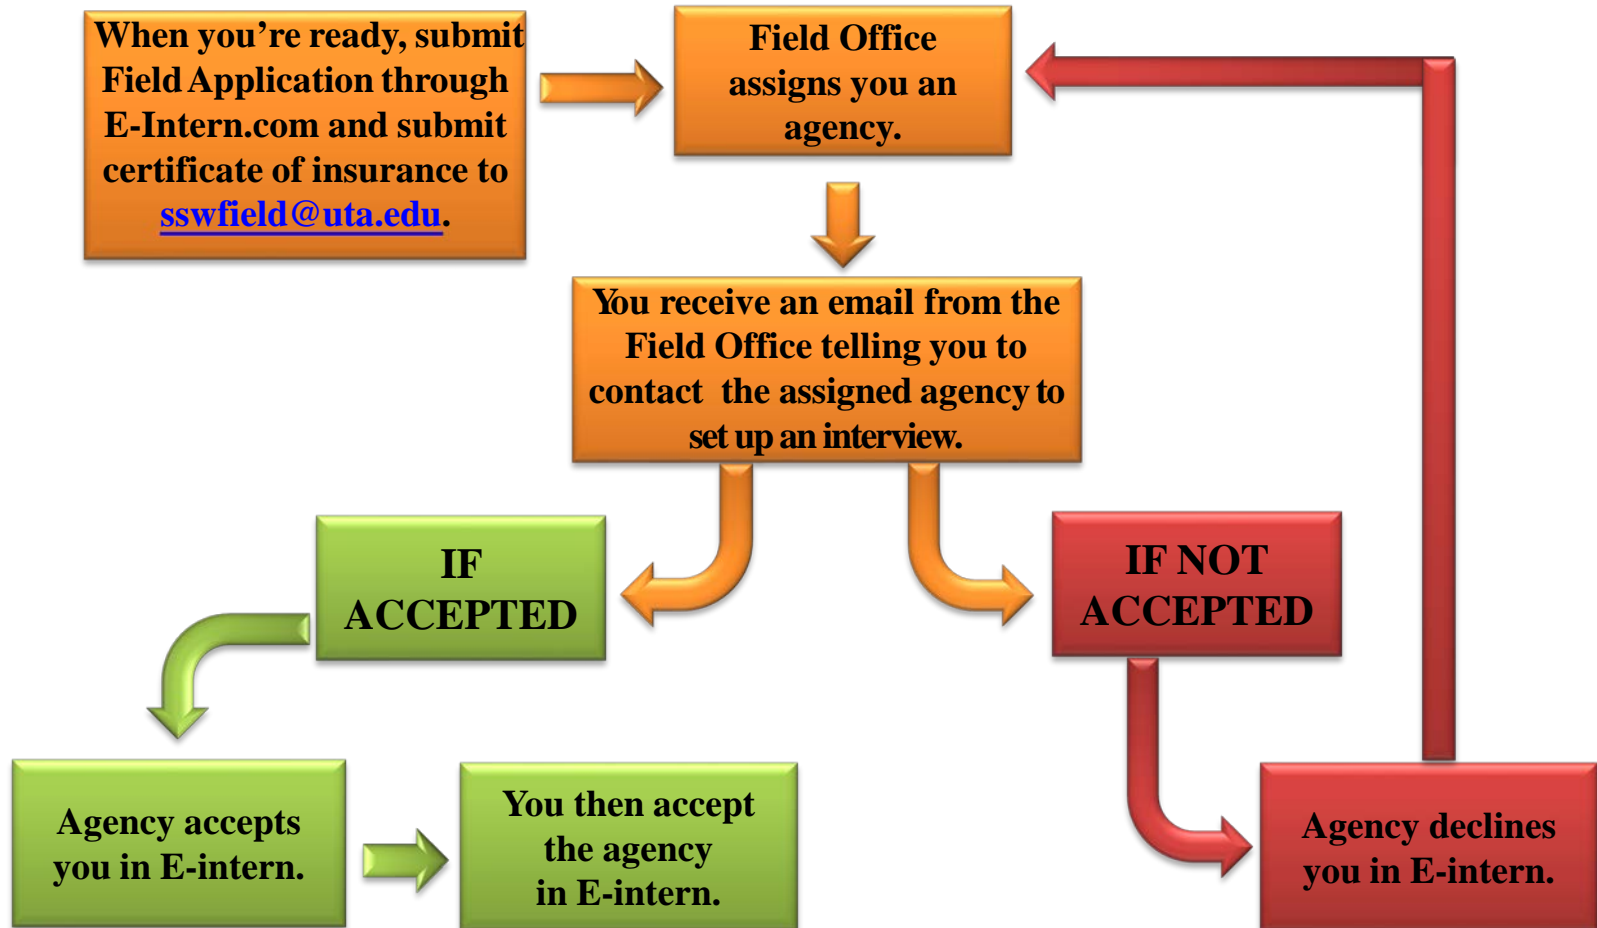 When you’re ready, submit
Field Application through
E-Intern.com and submit
certificate of insurance to
sswfield@uta.edu.
Field Office
assigns you an
agency.
You receive an email from the
Field Office telling you to
contact the assigned agency to
set up an interview.
IF
ACCEPTED
IF NOT
ACCEPTED
Agency accepts
you in E-intern.
You then accept
the agency
in E-intern.
Agency declines
you in E-intern.